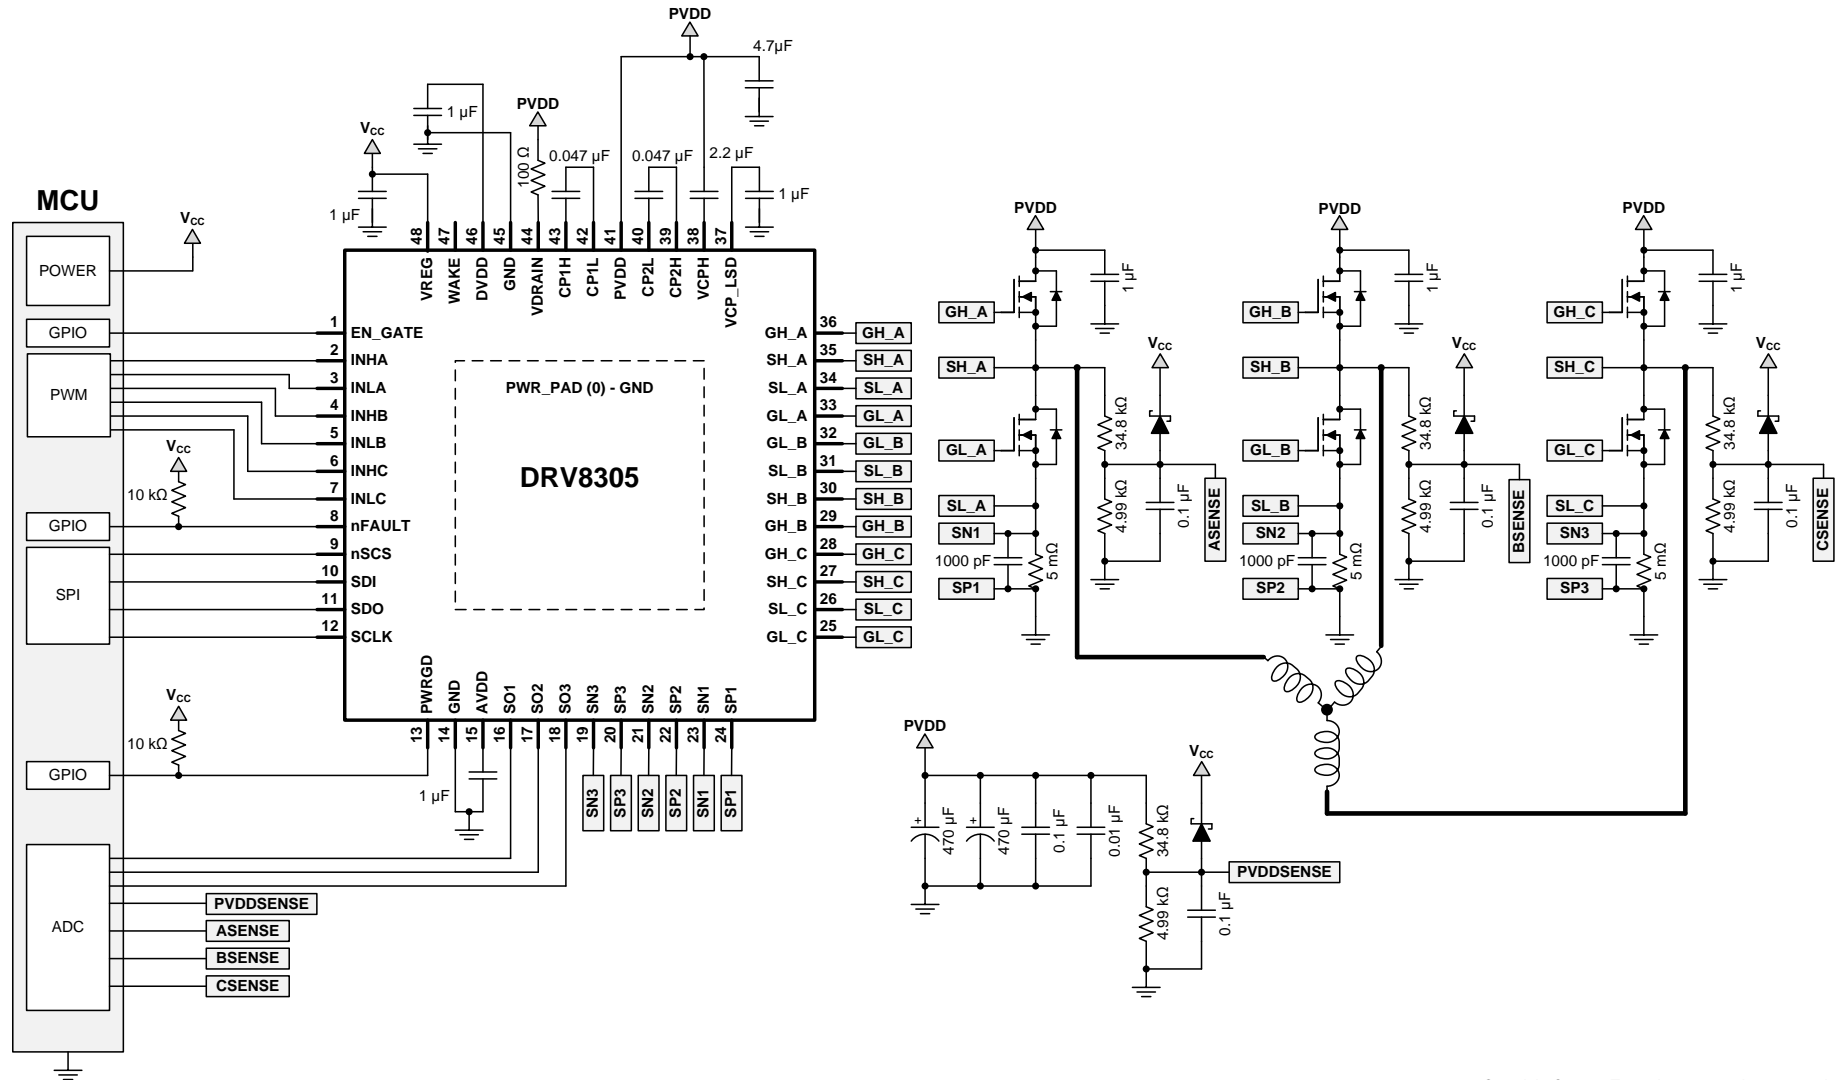 PVDD
4.7µF
1 µF
PVDD
VCC
100 Ω
0.047 µF
0.047 µF
2.2 µF
1 µF
1 µF
MCU
VCC
POWER
GPIO
PWM
VCC
10 kΩ
GPIO
SPI
VCC
10 kΩ
GPIO
ADC
PVDDSENSE
ASENSE
BSENSE
CSENSE
48
47
46
45
44
43
42
41
40
39
38
37
VREG
WAKE
DVDD
GND
VDRAIN
CP1H
CP1L
PVDD
CP2L
CP2H
VCPH
VCP_LSD
1 EN_GATE
2 INHA
3 INLA
4 INHB
5 INLB
6 INHC
7 INLC
8 nFAULT
9 nSCS
10 SDI
11 SDO
12 SCLK
PWR_PAD (0) - GND
DRV8305
GH_A 36 GH_A
SH_A 35 SH_A
SL_A 34 SL_A
GL_A 33 GL_A
GL_B 32 GL_B
SL_B 31 SL_B
SH_B 30 SH_B
GH_B 29 GH_B
GH_C 28 GH_C
SH_C 27 SH_C
SL_C 26 SL_C
GL_C 25 GL_C
PWRGD
GND
AVDD
SO1
SO2
SO3
SN3
SP3
SN2
SP2
SN1
SP1
13
14
15
16
17
18
19
20
21
22
23
24
1 µF
SN3
SP3
SN2
SP2
SN1
SP1
PVDD
1 µF
GH_A
SH_A
VCC
34.8 kΩ
GL_A
SL_A
SN1
1000 pF
SP1
5 mΩ
4.99 kΩ
0.1 µF
ASENSE
PVDD
1 µF
GH_B
SH_B
VCC
34.8 kΩ
GL_B
SL_B
SN2
1000 pF
SP2
5 mΩ
4.99 kΩ
0.1 µF
BSENSE
PVDD
1 µF
GH_C
SH_C
VCC
34.8 kΩ
GL_C
SL_C
SN3
1000 pF
SP3
5 mΩ
4.99 kΩ
0.1 µF
CSENSE
PVDD
VCC
+
470 µF
+
470 µF
0.1 µF
0.01 µF
34.8 kΩ
PVDDSENSE
4.99 kΩ
0.1 µF